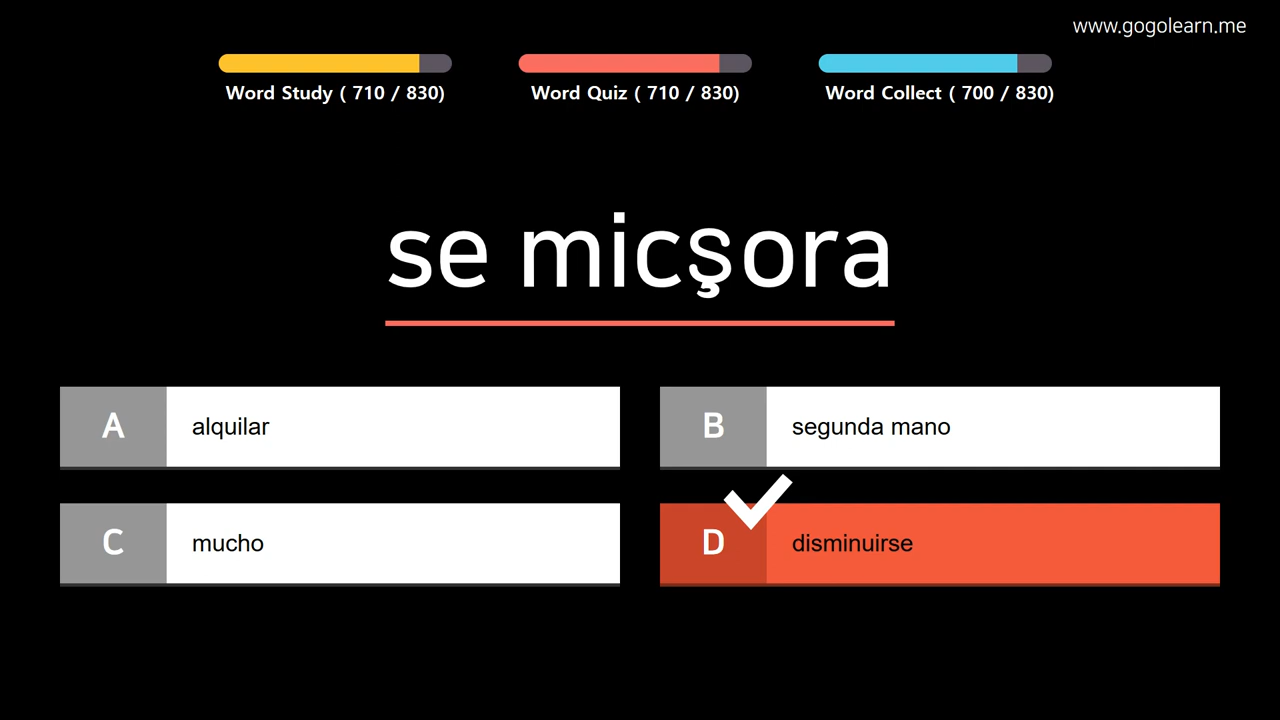 www.gogolearn.me
Word Study ( 710 / 830)
Word Quiz ( 710 / 830)
Word Collect ( 700 / 830)
se micşora
A alquilar
B segunda mano
C mucho
D disminuirse